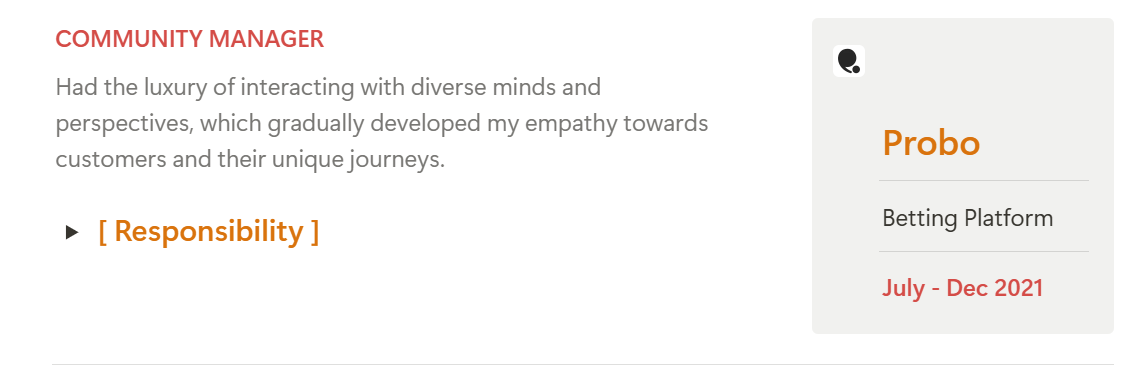 COMMUNITY MANAGER
Had the luxury of interacting with diverse minds and
perspectives, which gradually developed my empathy towards
customers and their unique journeys.
[ Responsibility ]
Probo
Betting Platform
July - Dec 2021